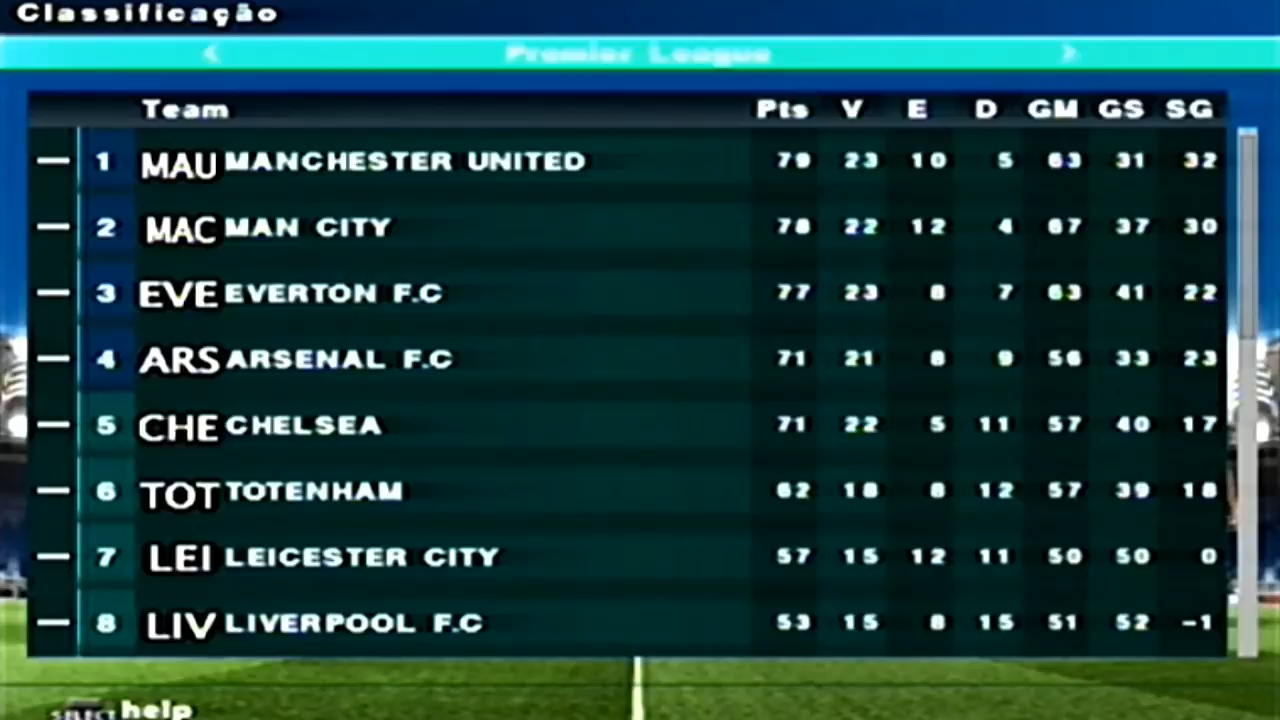 Classificação
< Premier League >
Team Pts V E D GM GS SG
— 1 MAU MANCHESTER UNITED 79 23 10 5 63 31 32
— 2 MAC MAN CITY 78 22 12 4 67 37 30
— 3 EVE EVERTON F.C 77 23 8 7 63 41 22
— 4 ARS ARSENAL F.C 71 21 8 9 56 33 23
— 5 CHE CHELSEA 71 22 5 11 57 40 17
— 6 TOT TOTENHAM 62 18 8 12 57 39 18
— 7 LEI LEICESTER CITY 57 15 12 11 50 50 0
— 8 LIV LIVERPOOL F.C 53 15 8 15 51 52 -1
SELECT help